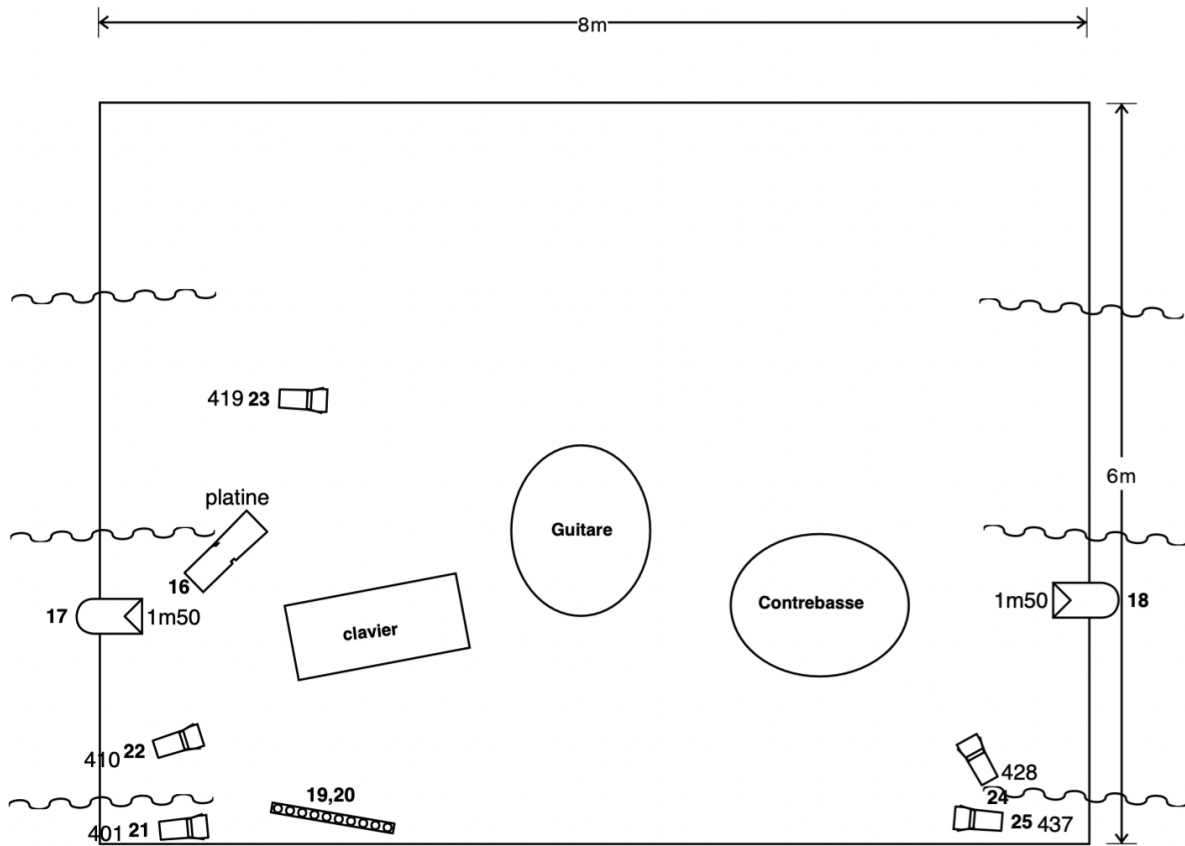 8m
419 23
6m
platine
Guitare
16
Contrebasse
17 1m50
1m50 18
clavier
410 22
428
19,20
24
401 21
25 437